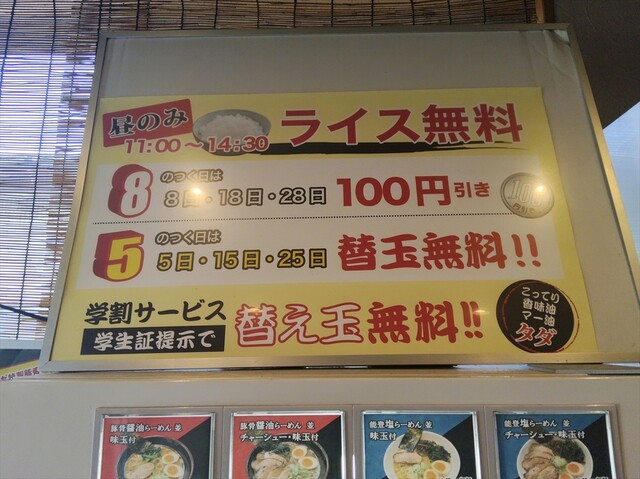 昼のみ
11:00～14:30
ライス無料
8のつく日は
8日・18日・28日
100円引き
5のつく日は
5日・15日・25日
替玉無料!!
学割サービス
学生証提示で
替え玉無料!!
こってり
香味油
マー油
タダ
豚骨醤油らーめん 並
味玉付
豚骨醤油らーめん 並
チャーシュー・味玉付
能登塩らーめん 並
味玉付
能登塩らーめん 並
チャーシュー・味玉付